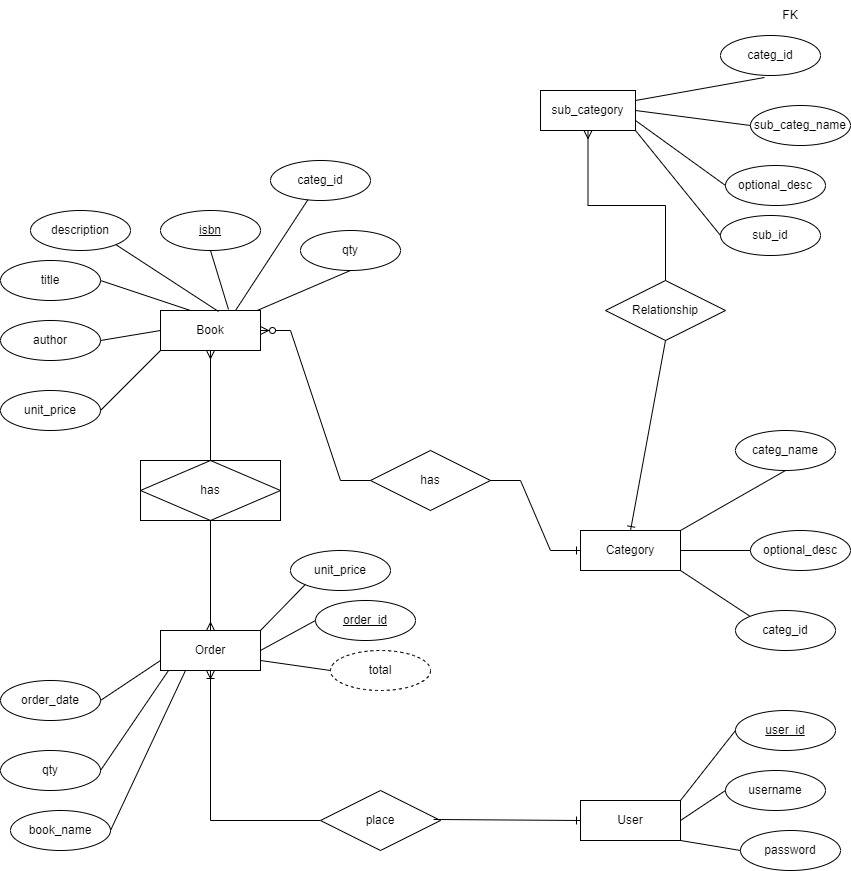 FK
categ_id
sub_category
sub_categ_name
optional_desc
sub_id
categ_id
description
isbn
qty
title
Book
author
unit_price
Relationship
has
has
categ_name
Category
optional_desc
categ_id
unit_price
order_id
Order
total
order_date
qty
book_name
place
user_id
username
User
password